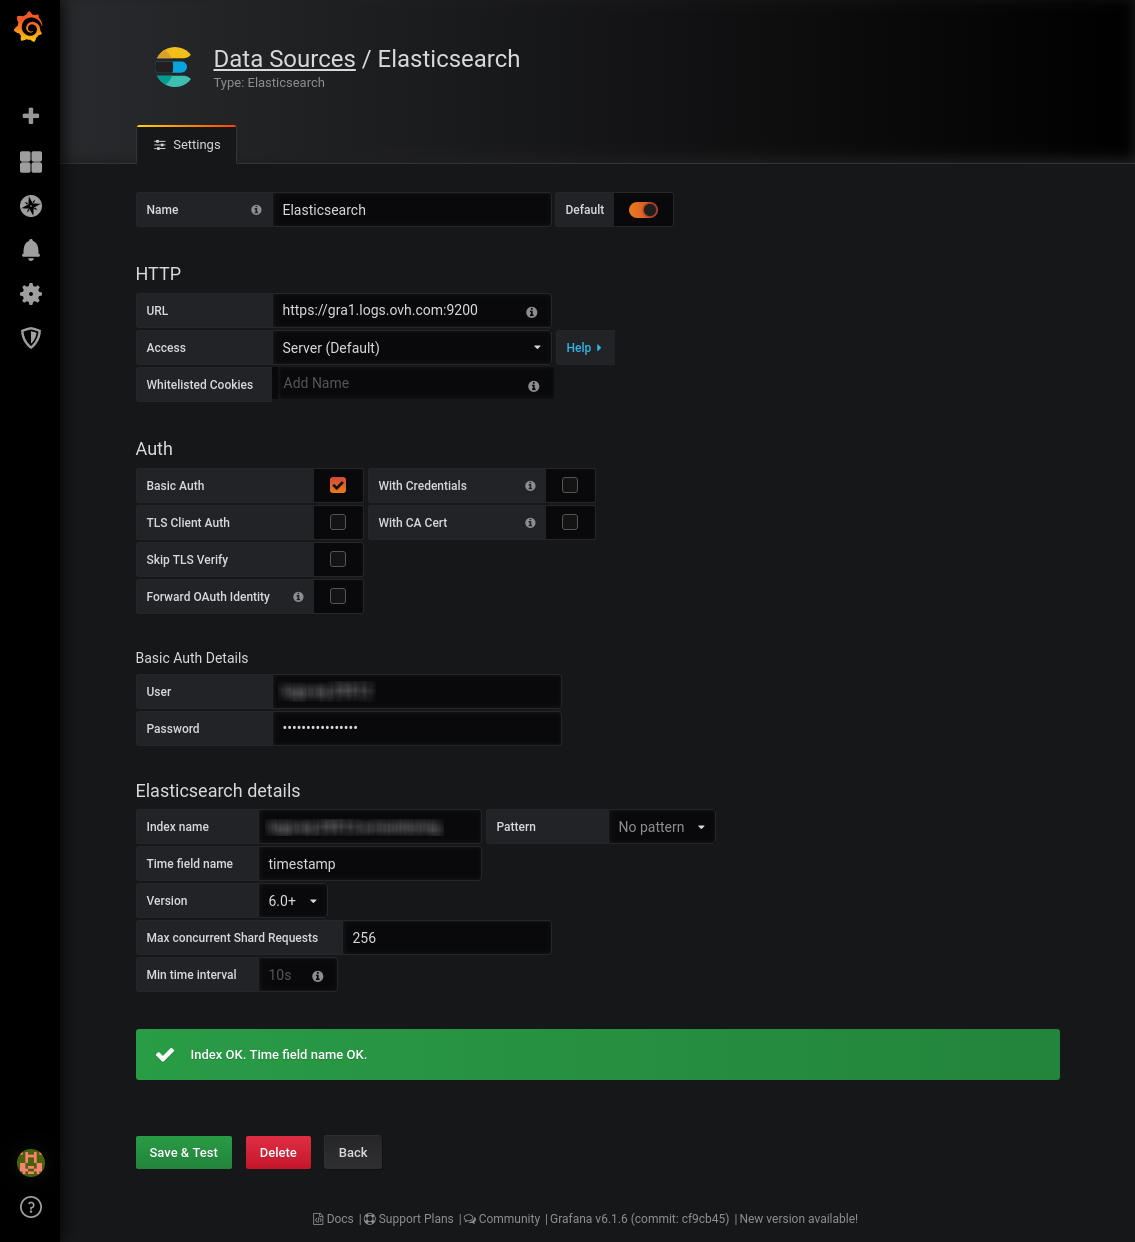 Data Sources / Elasticsearch
Type: Elasticsearch
Settings
Name Elasticsearch Default
HTTP
URL https://gra1.logs.ovh.com:9200
Access Server (Default) Help
Whitelisted Cookies Add Name
Auth
Basic Auth With Credentials
TLS Client Auth With CA Cert
Skip TLS Verify
Forward OAuth Identity
Basic Auth Details
User
Password ••••••••••••••••
Elasticsearch details
Index name Pattern No pattern
Time field name timestamp
Version 6.0+
Max concurrent Shard Requests 256
Min time interval 10s
Index OK. Time field name OK.
Save & Test Delete Back
Docs | Support Plans | Community | Grafana v6.1.6 (commit: cf9cb45) | New version available!